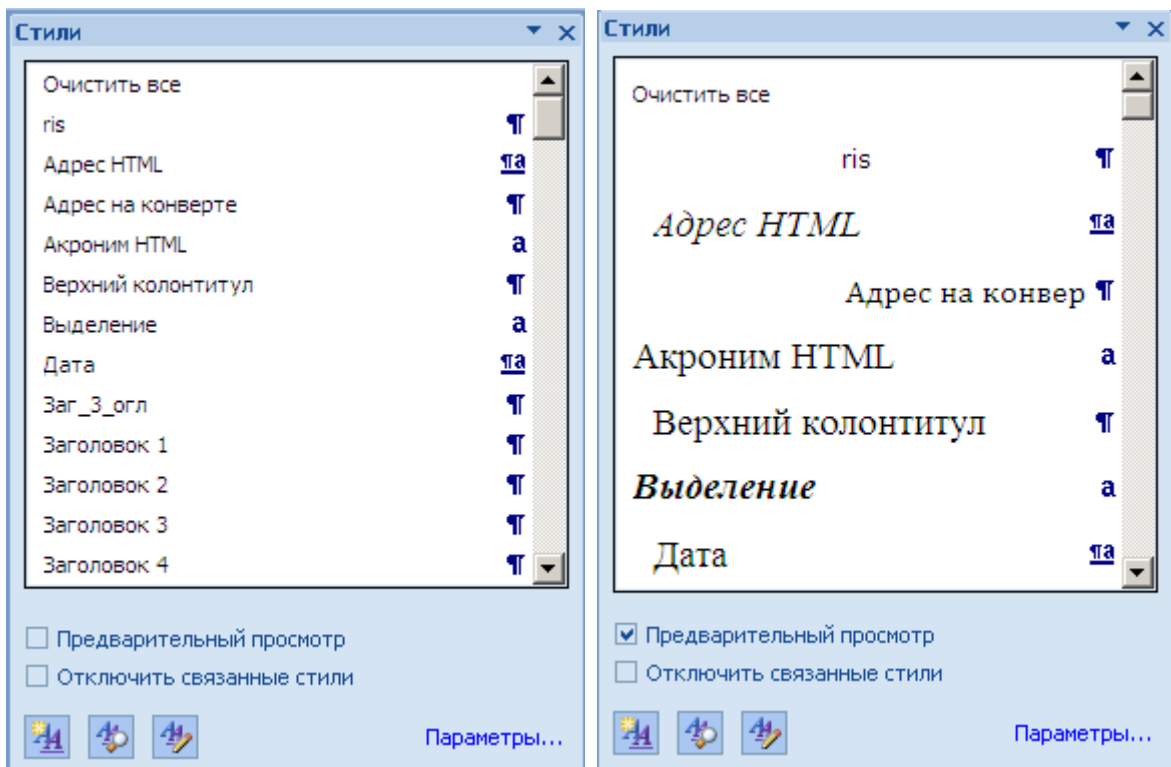 Стили
Очистить все
ris ¶
Адрес HTML ¶a
Адрес на конверте ¶
Акроним HTML a
Верхний колонтитул ¶
Выделение a
Дата ¶a
Заг_3_огл ¶
Заголовок 1 ¶
Заголовок 2 ¶
Заголовок 3 ¶
Заголовок 4 ¶
Предварительный просмотр
Отключить связанные стили
Параметры...
Стили
Очистить все
ris ¶
Адрес HTML ¶a
Адрес на конвер ¶
Акроним HTML a
Верхний колонтитул ¶
Выделение a
Дата ¶a
Предварительный просмотр
Отключить связанные стили
Параметры...